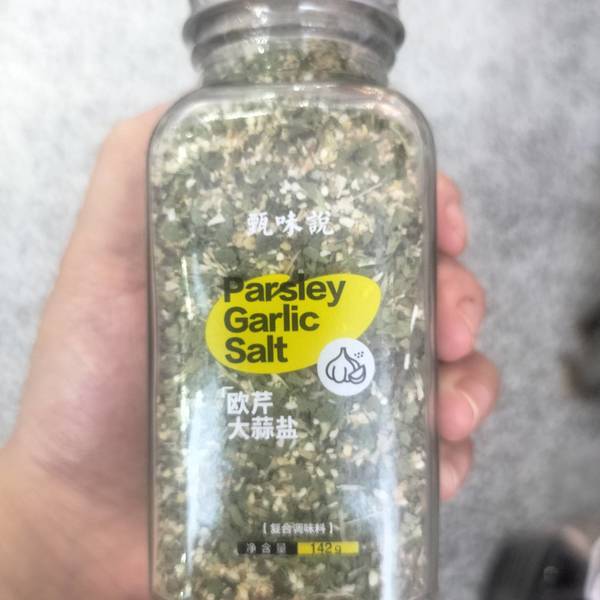 甄味說
Parsley
Garlic
Salt
「欧芹
大蒜盐
【复合调味料】
净含量 142g